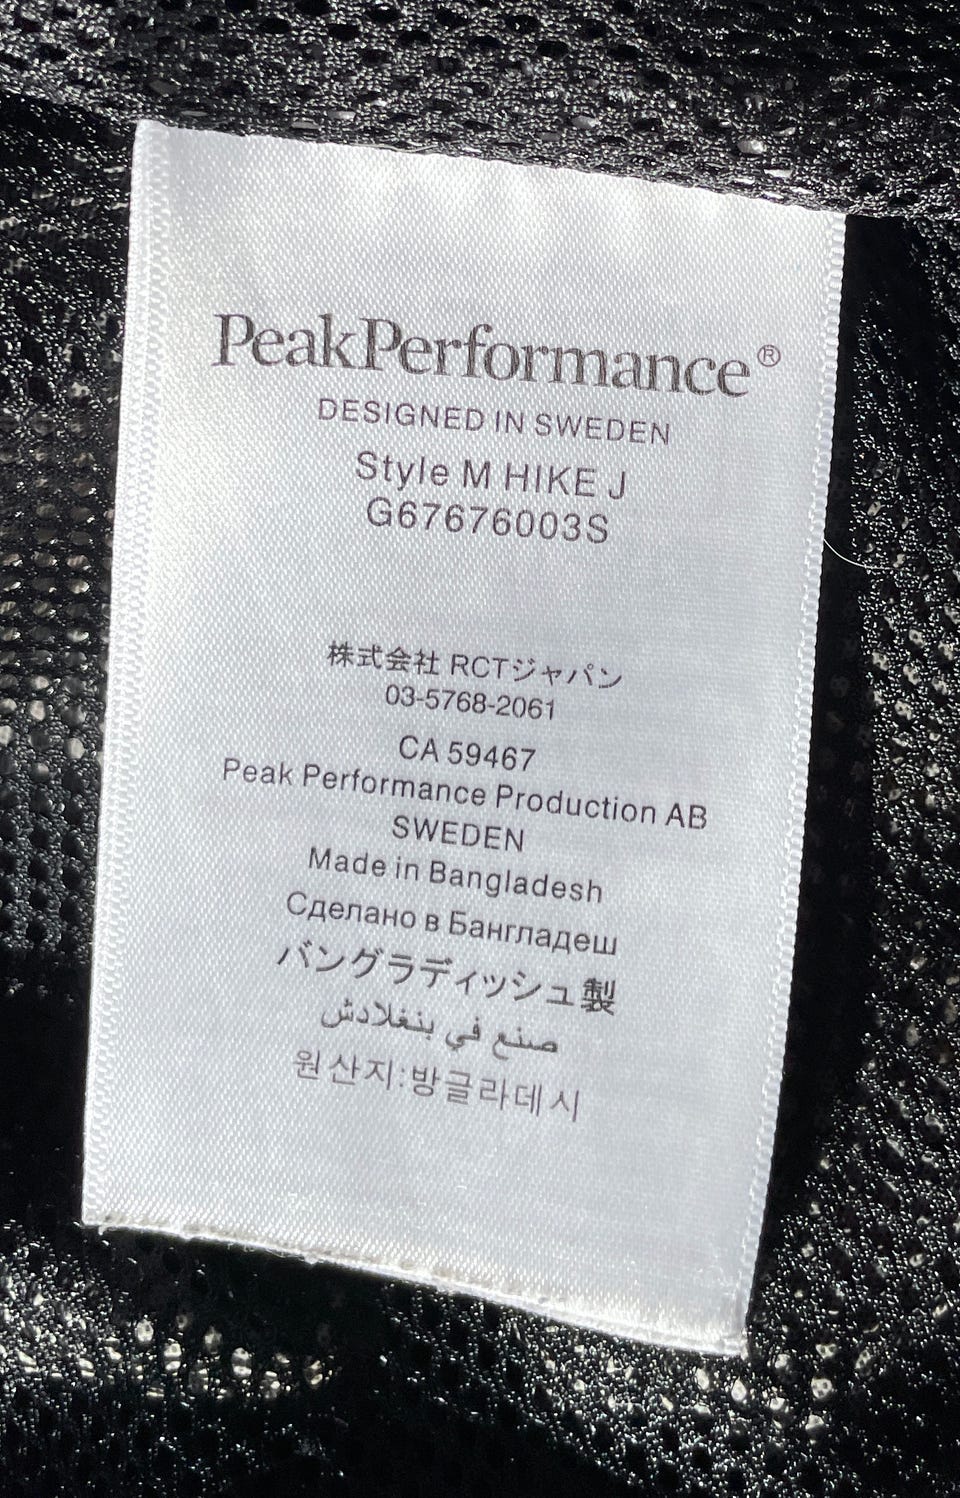 PeakPerformance®
DESIGNED IN SWEDEN
Style M HIKE J
G67676003S
株式会社 RCTジャパン
03-5768-2061
CA 59467
Peak Performance Production AB
SWEDEN
Made in Bangladesh
Сделано в Бангладеш
バングラディッシュ製
صنع في بنغلادش
원산지:방글라데시